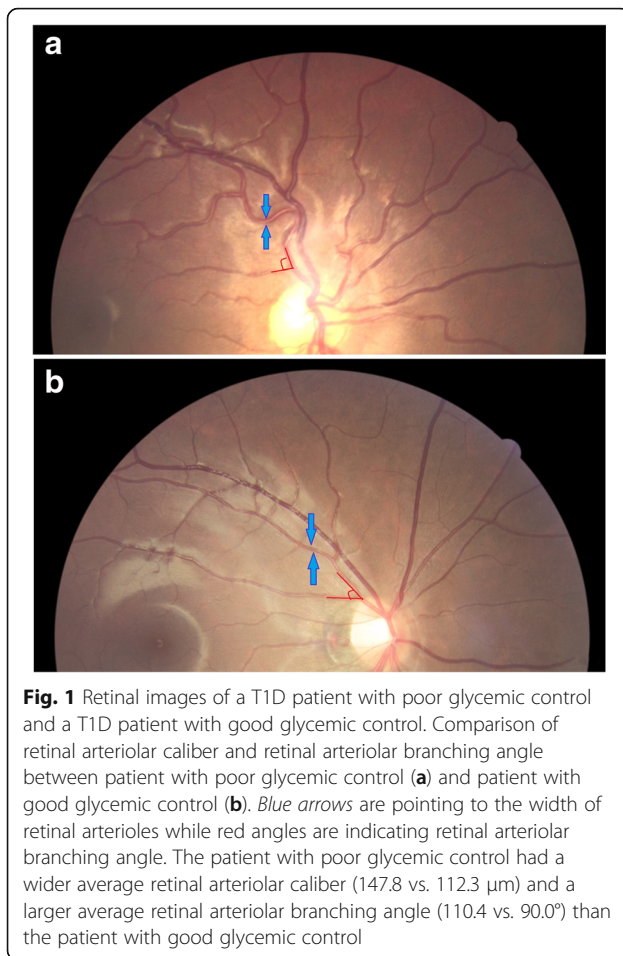 a
b
Fig. 1 Retinal images of a T1D patient with poor glycemic control
and a T1D patient with good glycemic control. Comparison of
retinal arteriolar caliber and retinal arteriolar branching angle
between patient with poor glycemic control (a) and patient with
good glycemic control (b). Blue arrows are pointing to the width of
retinal arterioles while red angles are indicating retinal arteriolar
branching angle. The patient with poor glycemic control had a
wider average retinal arteriolar caliber (147.8 vs. 112.3 μm) and a
larger average retinal arteriolar branching angle (110.4 vs. 90.0°) than
the patient with good glycemic control